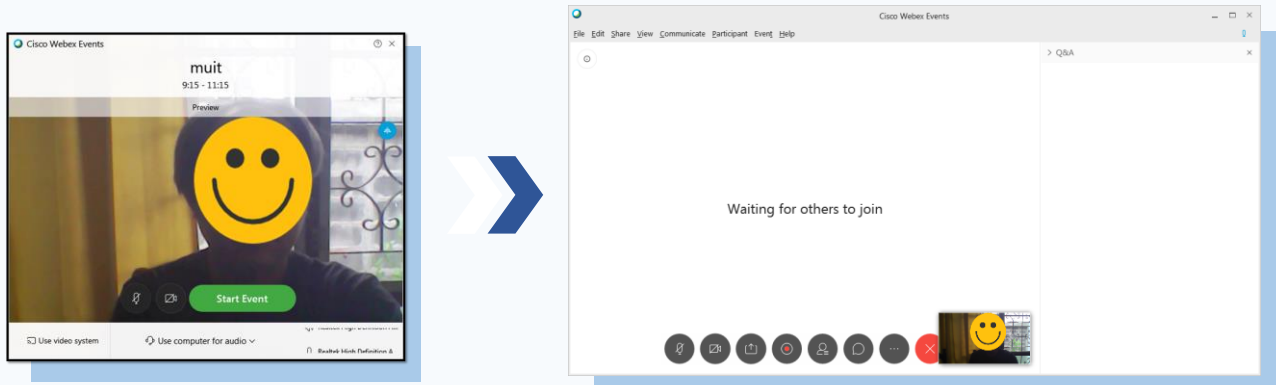 Cisco Webex Events
muit
9:15 - 11:15
Preview
Start Event
Use video system
Use computer for audio
Realtek High Definition A
Cisco Webex Events
File Edit Share View Communicate Participant Event Help
Q&A
Waiting for others to join